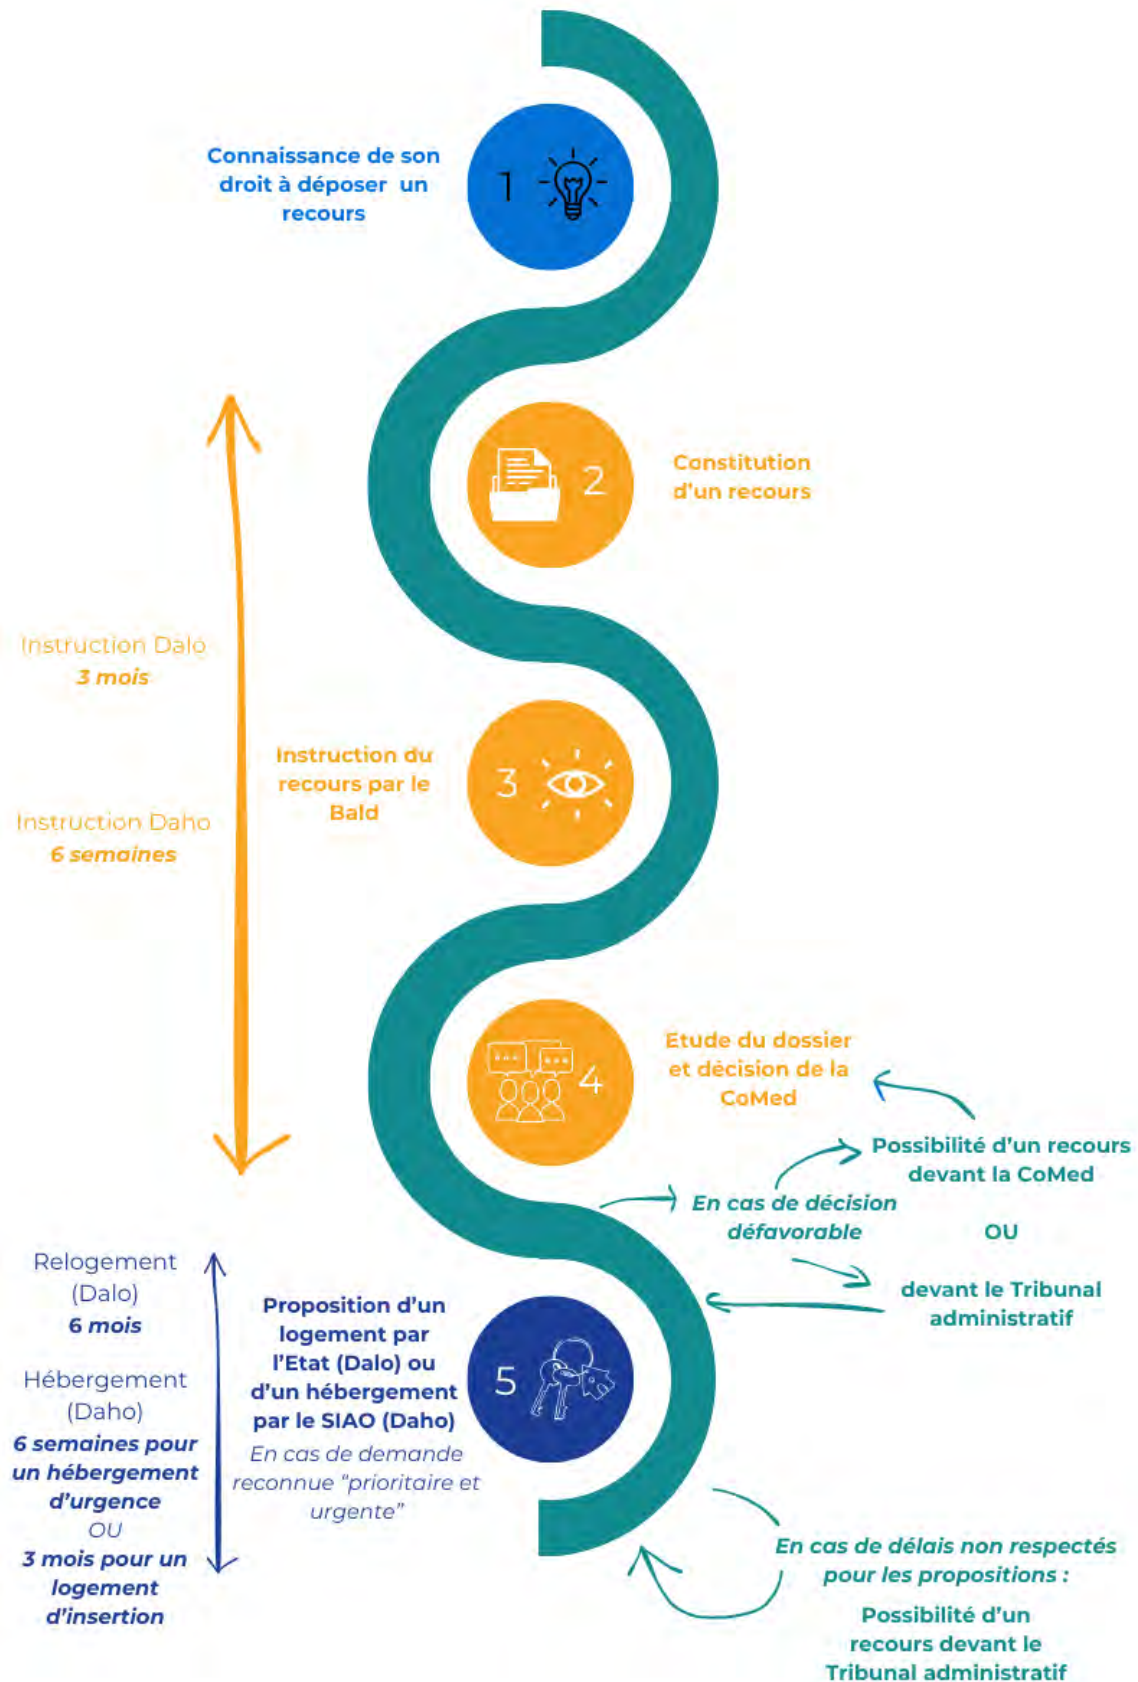 Connaissance de son
droit à déposer un
recours
1
2
Constitution
d'un recours
Instruction Dalo
3 mois
Instruction du
recours par le
Bald
3
Instruction Daho
6 semaines
Etude du dossier
et décision de la
CoMed
4
Possibilité d'un recours
devant la CoMed
En cas de décision
défavorable
OU
devant le Tribunal
administratif
Relogement
(Dalo)
6 mois
Hébergement
(Daho)
6 semaines pour
un hébergement
d'urgence
OU
3 mois pour un
logement
d'insertion
Proposition d'un
logement par
l'Etat (Dalo) ou
d'un hébergement
par le SIAO (Daho)
En cas de demande
reconnue "prioritaire et
urgente"
5
En cas de délais non respectés
pour les propositions :
Possibilité d'un
recours devant le
Tribunal administratif